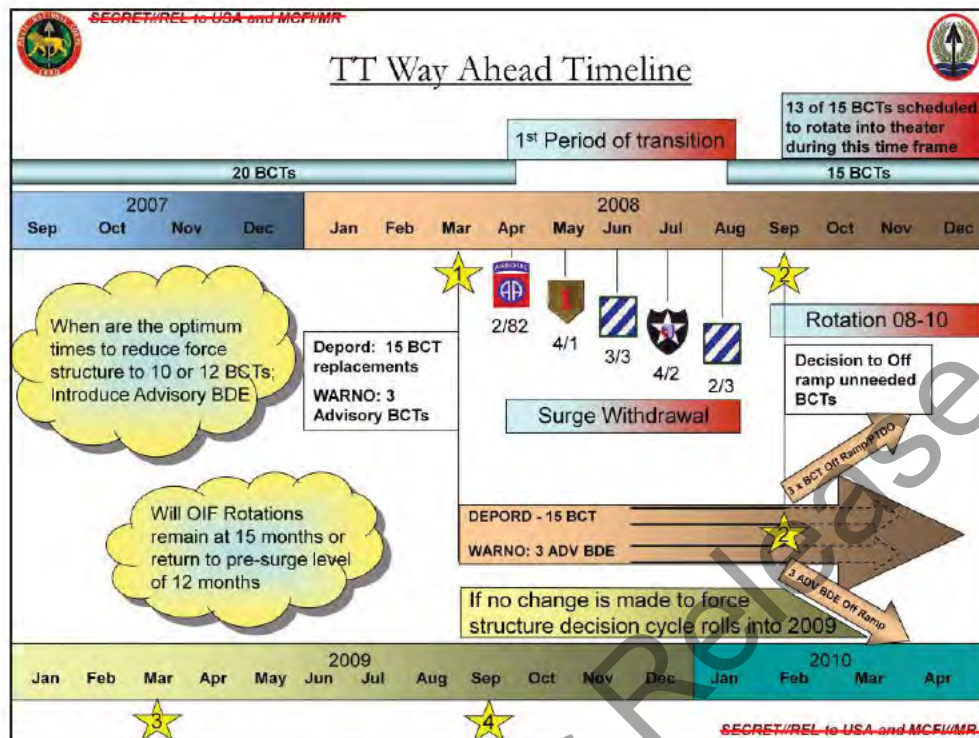 SECRET//REL to USA and MCFI//MR
TT Way Ahead Timeline
13 of 15 BCTs scheduled
to rotate into theater
during this time frame
1st Period of transition
20 BCTs
15 BCTs
2007
2008
Sep Oct Nov Dec Jan Feb Mar Apr May Jun Jul Aug Sep Oct Nov Dec
1
2
AIRBORNE
AA
1
2/82
4/1
3/3
4/2
2/3
When are the optimum
times to reduce force
structure to 10 or 12 BCTs;
Introduce Advisory BDE
Depord: 15 BCT
replacements
WARNO: 3
Advisory BCTs
Rotation 08-10
Decision to Off
ramp unneeded
BCTs
Surge Withdrawal
3 x BCT Off Ramp/PTDO
Will OIF Rotations
remain at 15 months or
return to pre-surge level
of 12 months
DEPORD - 15 BCT
2
WARNO: 3 ADV BDE
3 ADV BDE Off Ramp
If no change is made to force
structure decision cycle rolls into 2009
2009
2010
Jan Feb Mar Apr May Jun Jul Aug Sep Oct Nov Dec Jan Feb Mar Apr
3
4
SECRET//REL to USA and MCFI//MR
Release